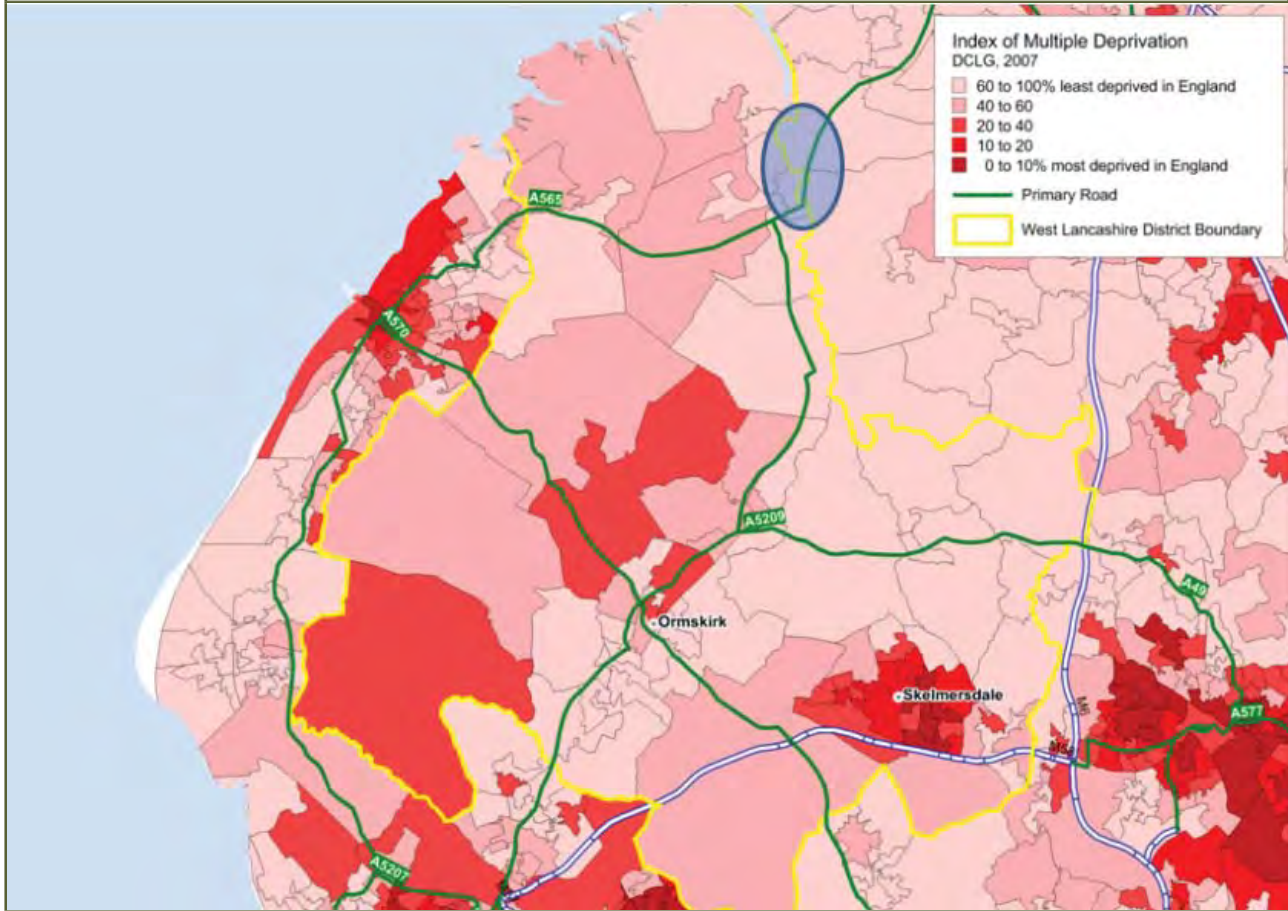 Index of Multiple Deprivation
DCLG, 2007
60 to 100% least deprived in England
40 to 60
20 to 40
10 to 20
0 to 10% most deprived in England
Primary Road
West Lancashire District Boundary
A565
A570
A5209
A49
Ormskirk
Skelmersdale
M6
A577
A5207